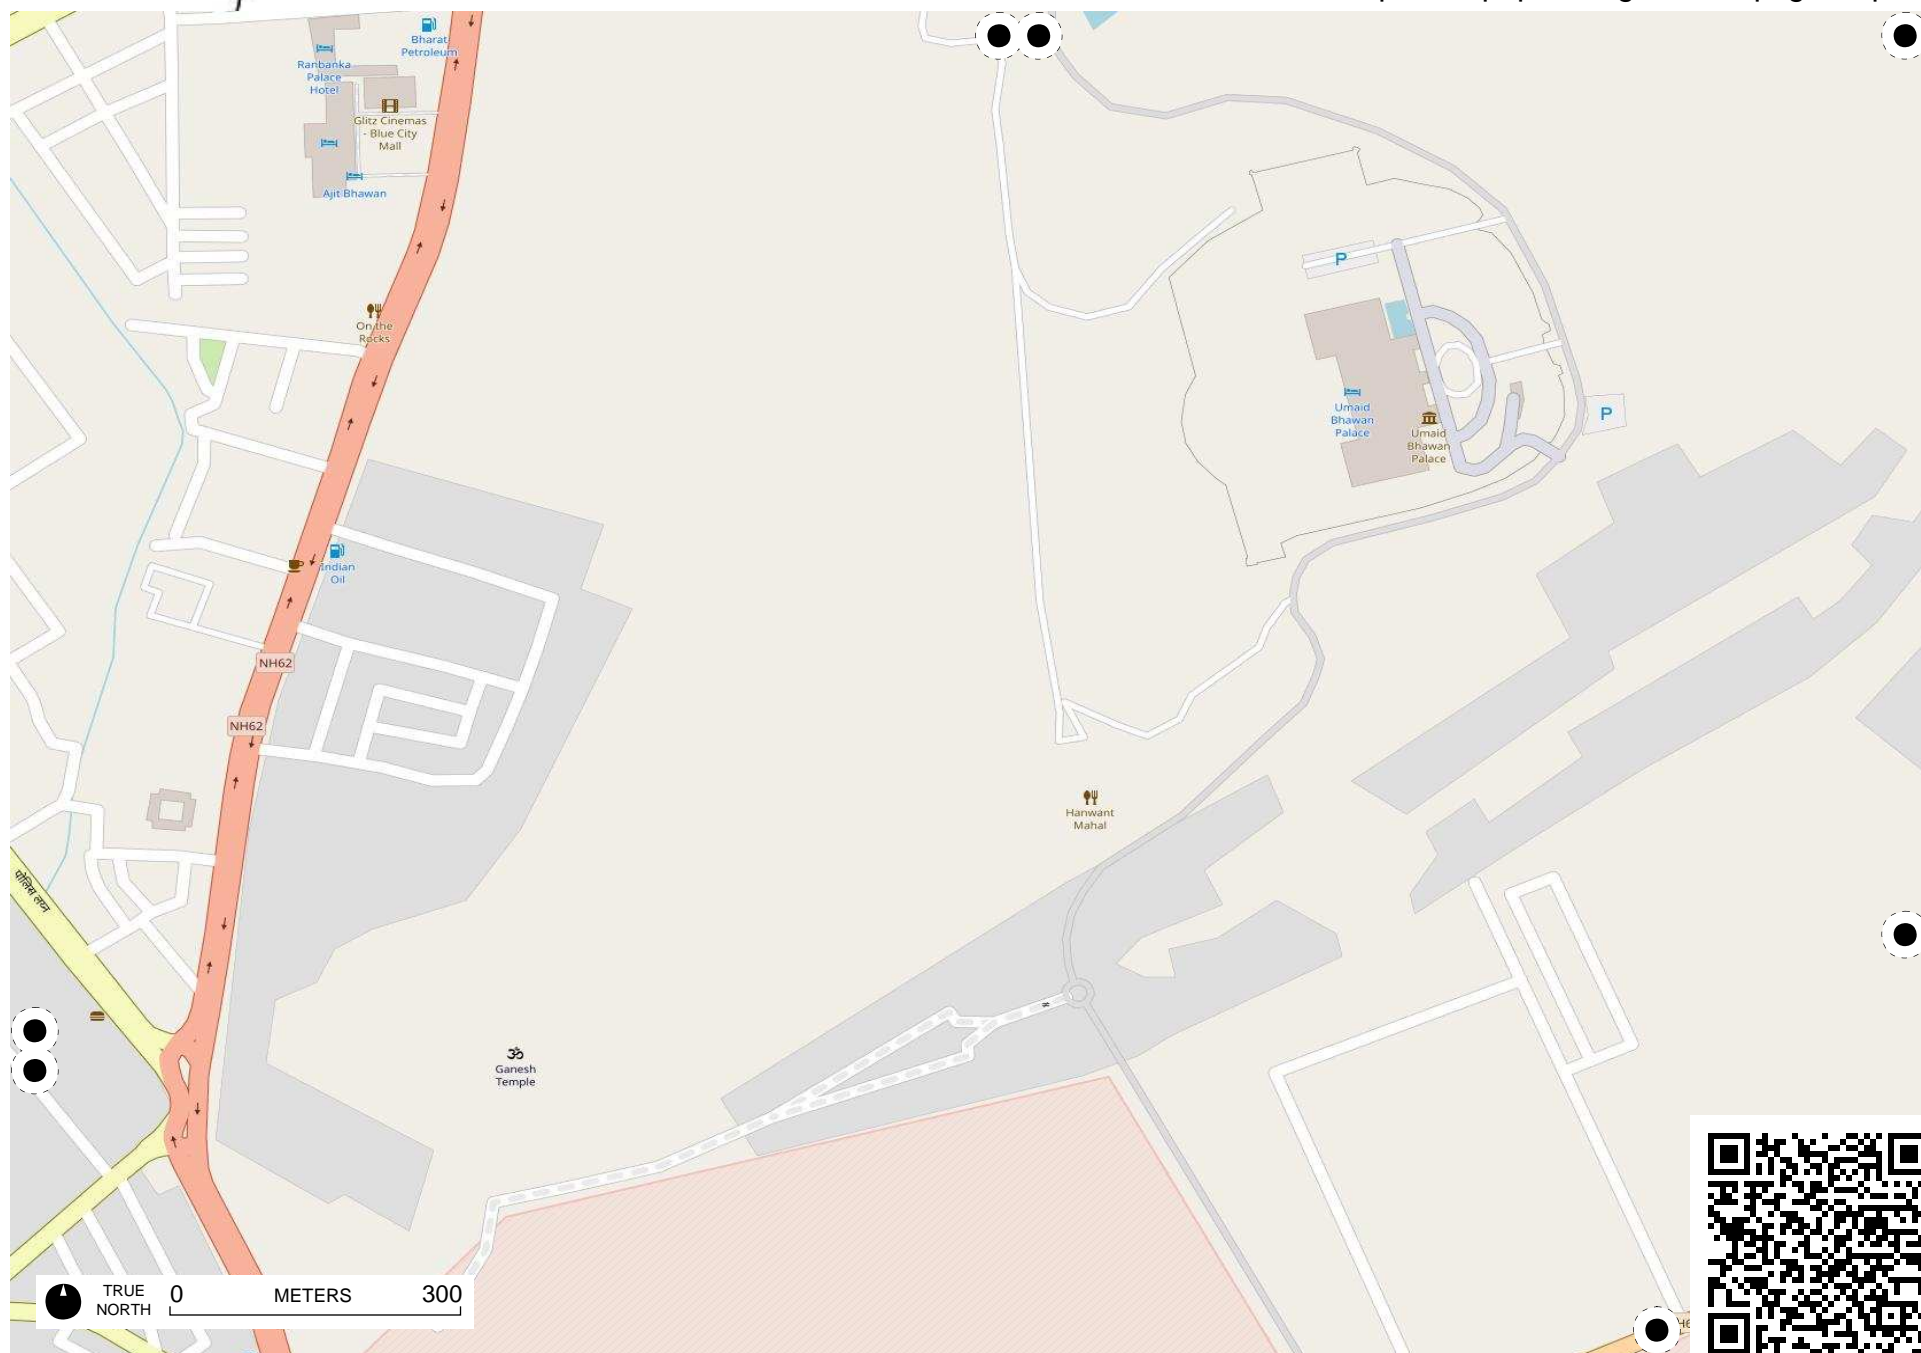 Bharat
Petroleum
Ranbanka
Palace
Hotel
Glitz Cinemas
- Blue City
Mall
Ajit Bhawan
On the
Rocks
P
P
Umaid
Bhawan
Palace
Umaid
Bhawan
Palace
Indian
Oil
NH62
NH62
Hanwant
Mahal
ॐ
Ganesh
Temple
TRUE
NORTH
0 METERS 300